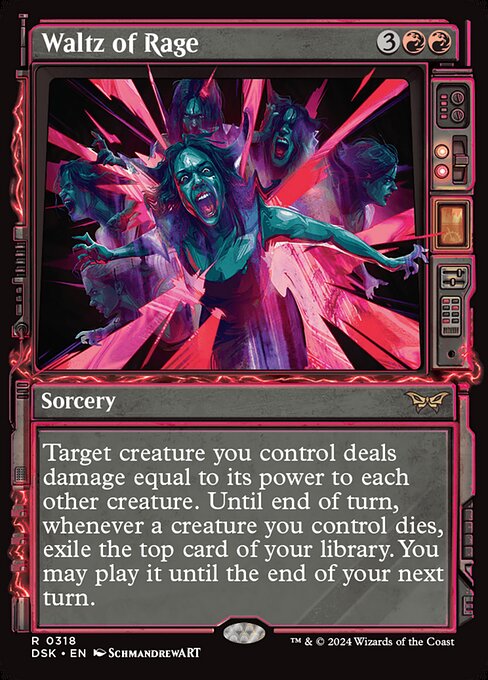 Waltz of Rage 3
Sorcery
Target creature you control deals
damage equal to its power to each
other creature. Until end of turn,
whenever a creature you control dies,
exile the top card of your library. You
may play it until the end of your next
turn.
R 0318
DSK • EN SCHMANDREWART
™ & © 2024 Wizards of the Coast